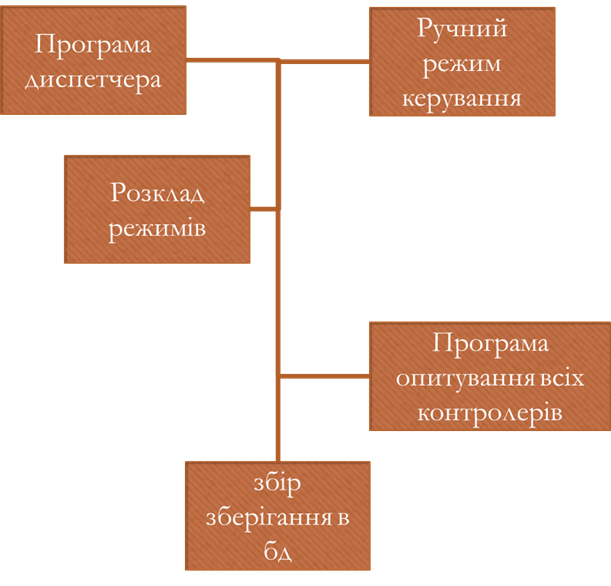 Програма
диспетчера
Ручний
режим
керування
Розклад
режимів
Програма
опитування всіх
контролерів
збір
зберігання в
бд